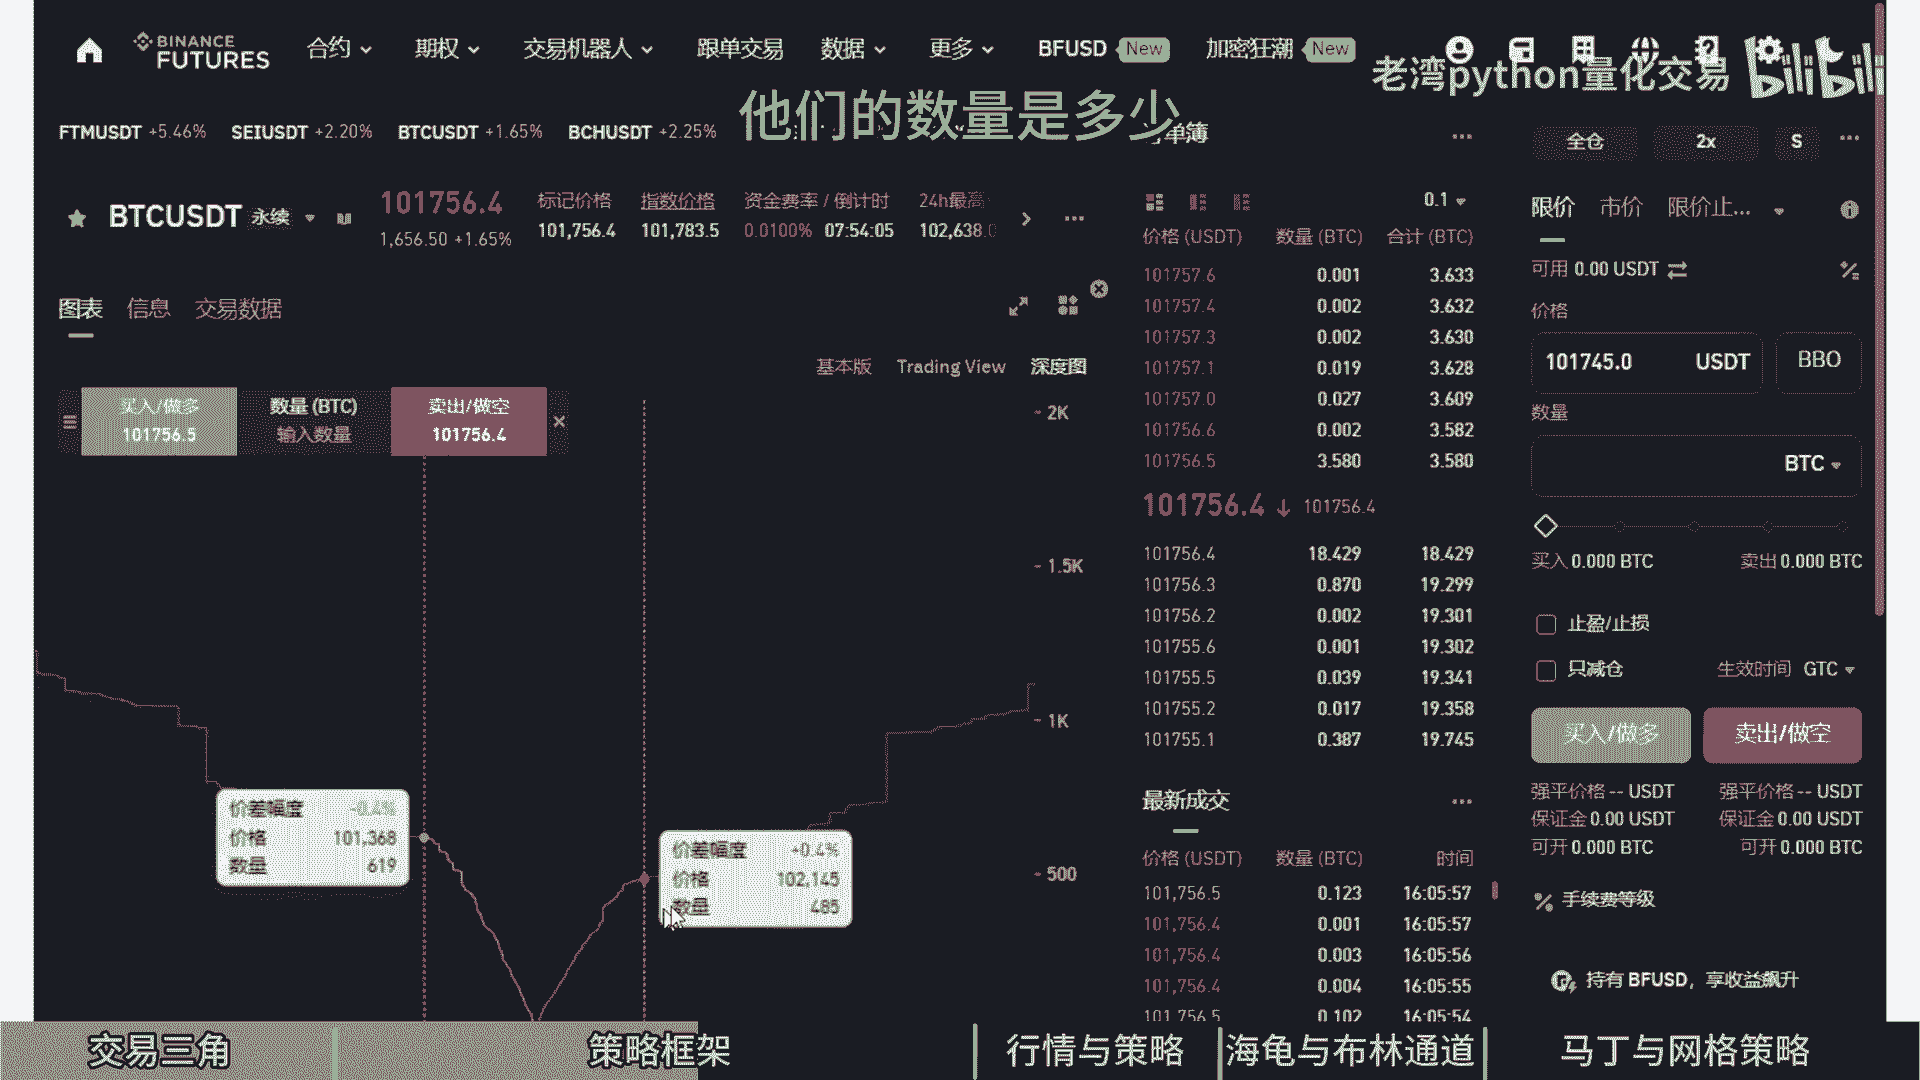 BINANCE
FUTURES
合约 期权 交易机器人 跟单交易 数据 更多 BFUSD New 加密狂潮 New
老湾python量化交易 bilibili
他们的数量是多少
FTMUSDT +5.46% SEIUSDT +2.20% BTCUSDT +1.65% BCHUSDT +2.25%
单簿
全仓 2x S
BTCUSDT 永续
101756.4
1,656.50 +1.65%
标记价格 指数价格 资金费率 / 倒计时 24h最高
101,756.4 101,783.5 0.0100% 07:54:05 102,638.0
图表 信息 交易数据
基本版 Trading View 深度图
买入/做多 数量 (BTC) 卖出/做空
101756.5 输入数量 101756.4
2K
1.5K
1K
500
价差幅度 -0.4%
价格 101,368
数量 619
价差幅度 +0.4%
价格 102,145
数量 485
0.1
价格 (USDT) 数量 (BTC) 合计 (BTC)
101757.6 0.001 3.633
101757.4 0.002 3.632
101757.3 0.002 3.630
101757.1 0.019 3.628
101757.0 0.027 3.609
101756.6 0.002 3.582
101756.5 3.580 3.580
101756.4 ↓ 101756.4
101756.4 18.429 18.429
101756.3 0.870 19.299
101756.2 0.002 19.301
101755.6 0.001 19.302
101755.5 0.039 19.341
101755.2 0.017 19.358
101755.1 0.387 19.745
最新成交
价格 (USDT) 数量 (BTC) 时间
101,756.5 0.123 16:05:57
101,756.4 0.001 16:05:57
101,756.4 0.003 16:05:56
101,756.4 0.004 16:05:55
101,756.5 0.102 16:05:54
限价 市价 限价止...
可用 0.00 USDT
价格
101745.0 USDT BBO
数量
BTC
买入 0.000 BTC 卖出 0.000 BTC
止盈/止损
只减仓 生效时间 GTC
买入/做多 卖出/做空
强平价格 -- USDT 强平价格 -- USDT
保证金 0.00 USDT 保证金 0.00 USDT
可开 0.000 BTC 可开 0.000 BTC
手续费等级
持有 BFUSD，享收益飙升
交易三角 策略框架 行情与策略 海龟与布林通道 马丁与网格策略